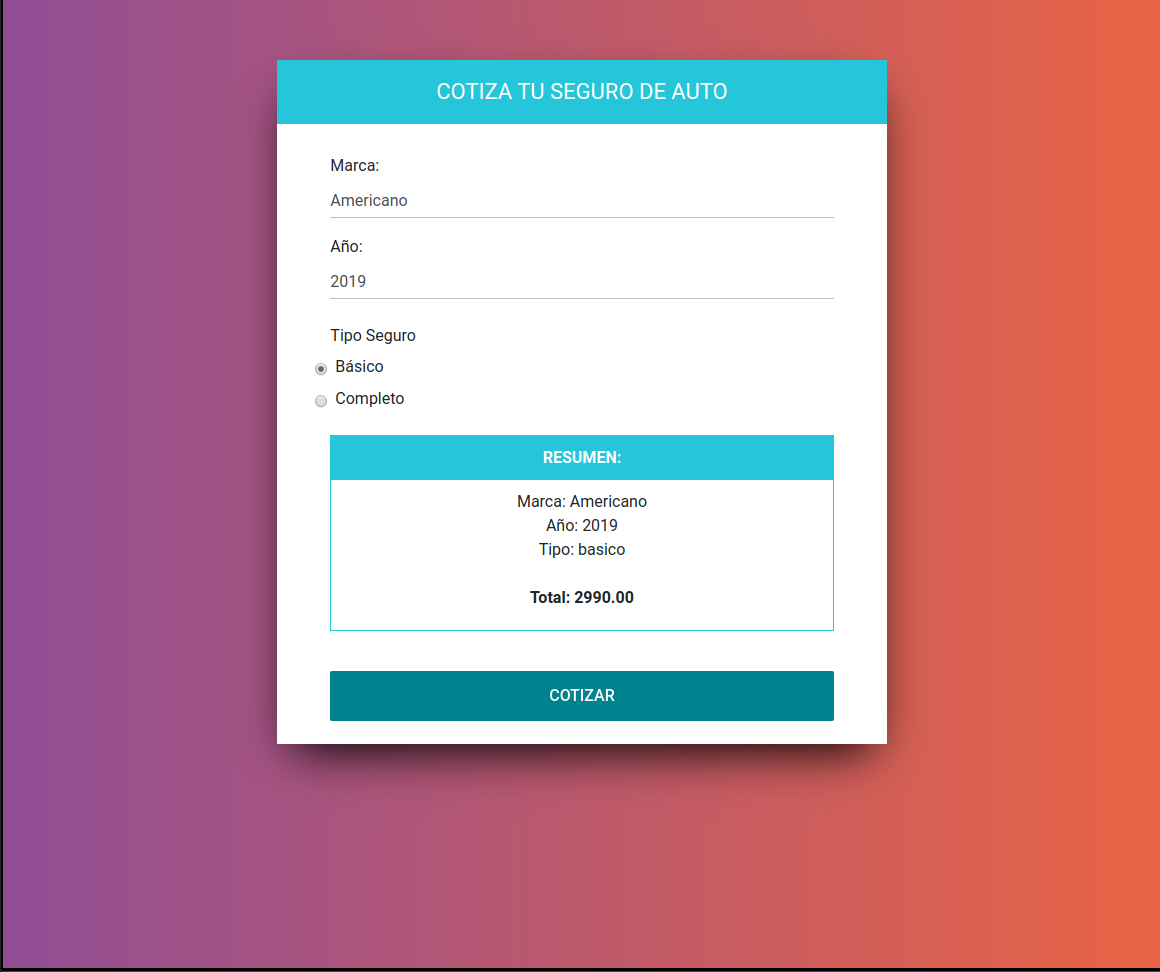 COTIZA TU SEGURO DE AUTO
Marca:
Americano
Año:
2019
Tipo Seguro
Básico
Completo
RESUMEN:
Marca: Americano
Año: 2019
Tipo: basico
Total: 2990.00
COTIZAR